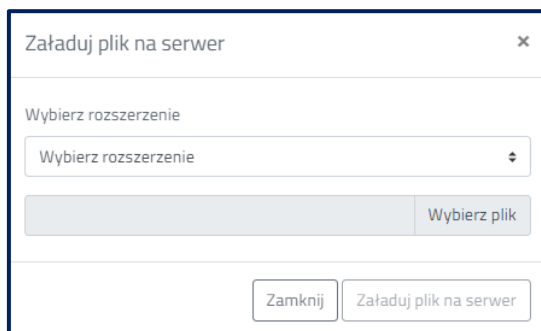 Załaduj plik na serwer ×
Wybierz rozszerzenie
Wybierz rozszerzenie
Wybierz plik
Zamknij Załaduj plik na serwer